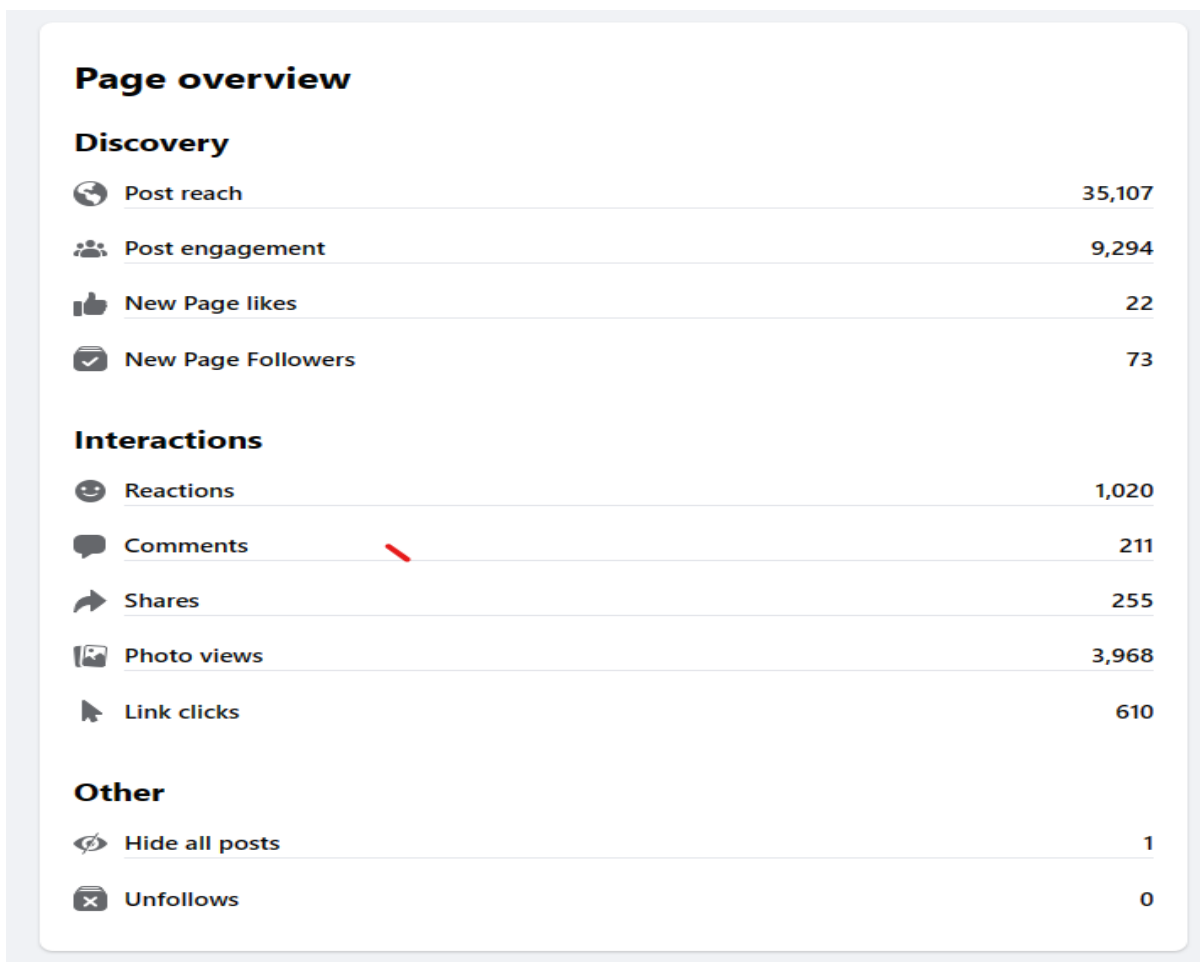 Page overview
Discovery
Post reach 35,107
Post engagement 9,294
New Page likes 22
New Page Followers 73
Interactions
Reactions 1,020
Comments 211
Shares 255
Photo views 3,968
Link clicks 610
Other
Hide all posts 1
Unfollows 0